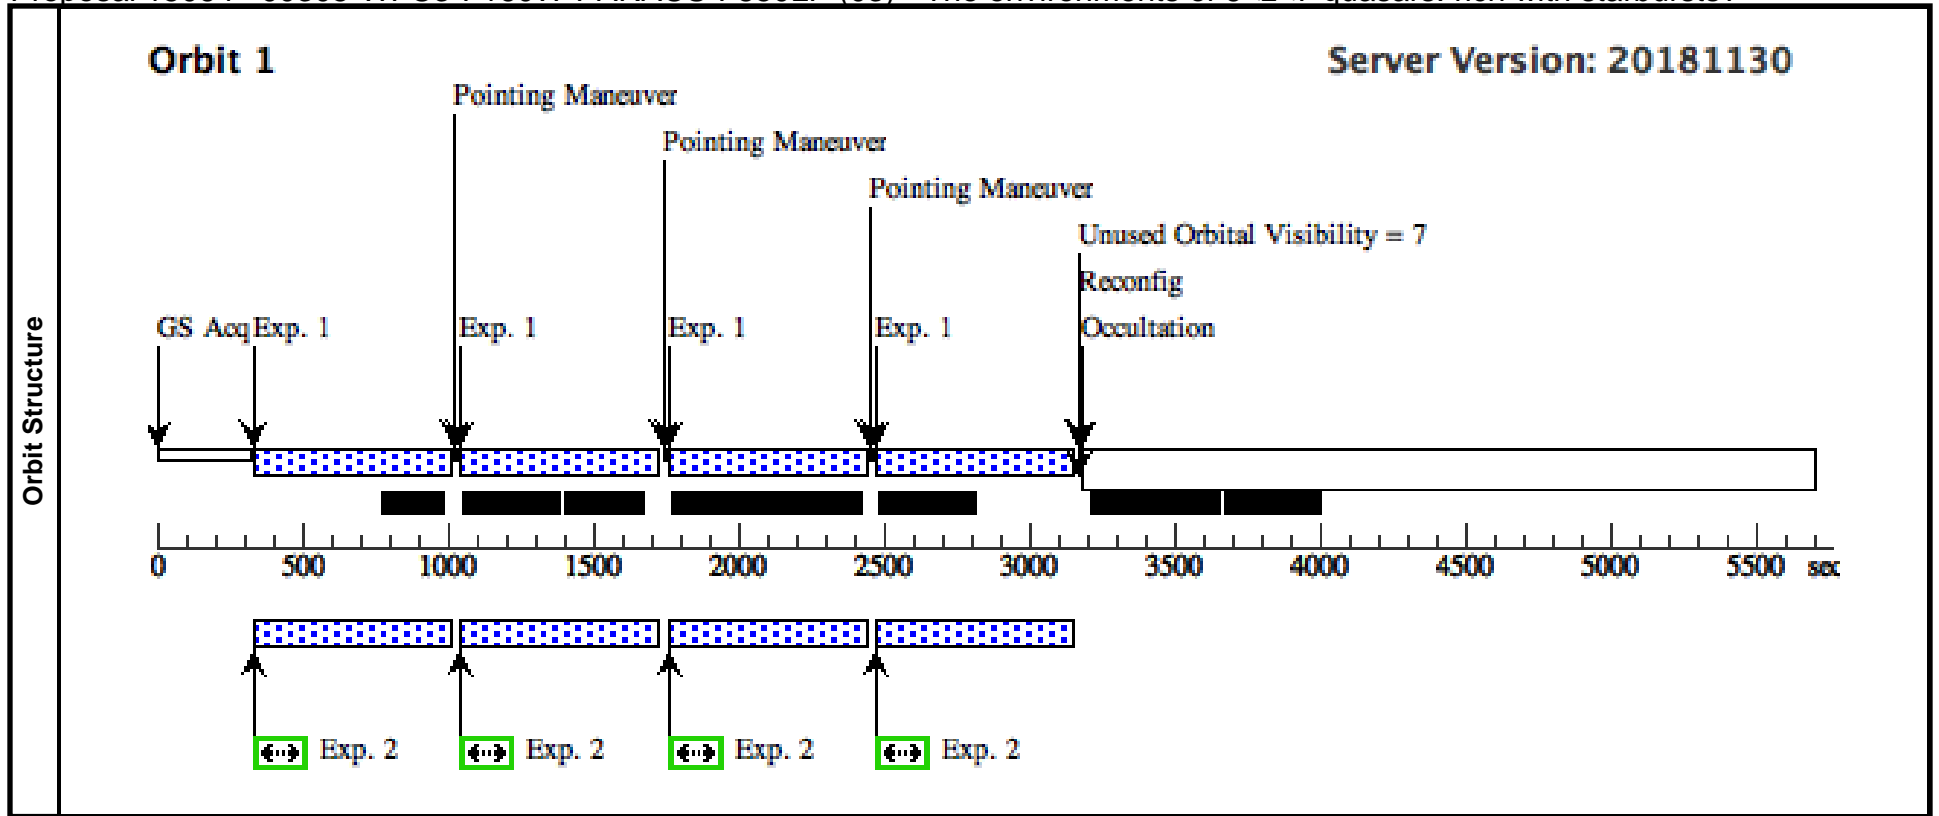 Orbit 1
Server Version: 20181130
Pointing Maneuver
Pointing Maneuver
Pointing Maneuver
Unused Orbital Visibility = 7
Reconfig
GS Acq Exp. 1 Exp. 1 Exp. 1 Exp. 1 Occultation
Orbit Structure
0 500 1000 1500 2000 2500 3000 3500 4000 4500 5000 5500 sec
Exp. 2 Exp. 2 Exp. 2 Exp. 2